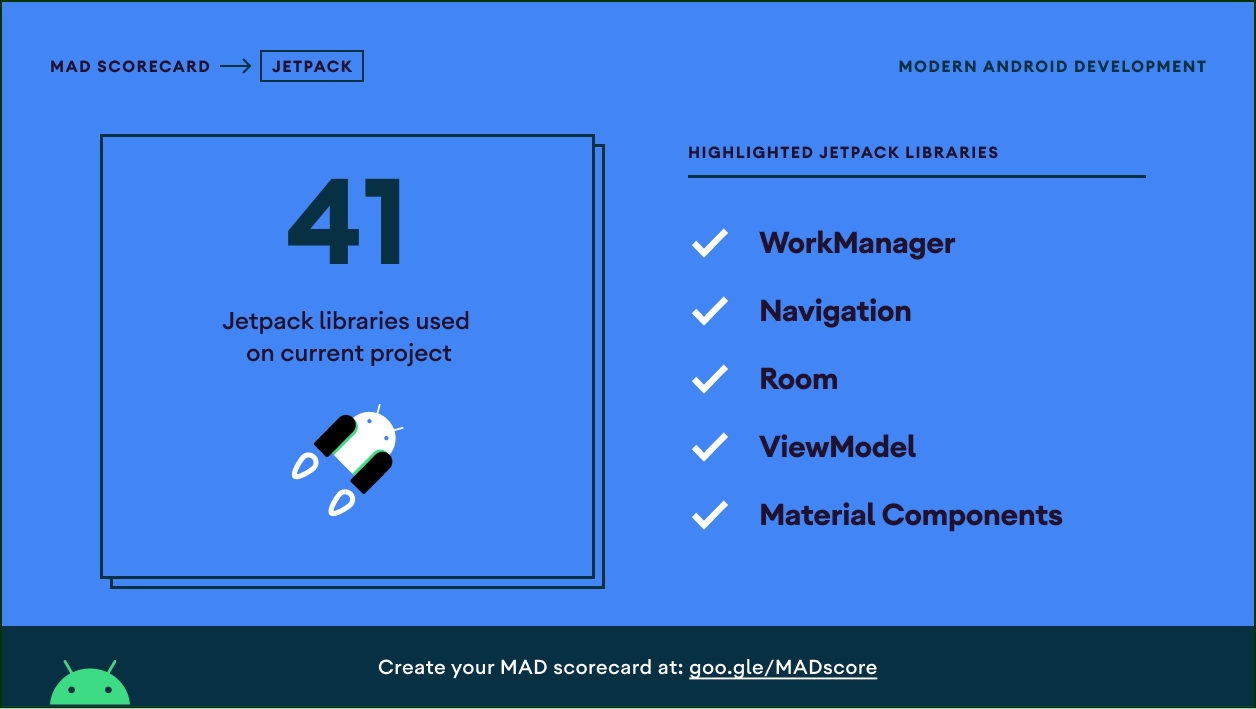 MAD SCORECARD → JETPACK
MODERN ANDROID DEVELOPMENT
41
Jetpack libraries used
on current project
HIGHLIGHTED JETPACK LIBRARIES
WorkManager
Navigation
Room
ViewModel
Material Components
Create your MAD scorecard at: goo.gle/MADscore